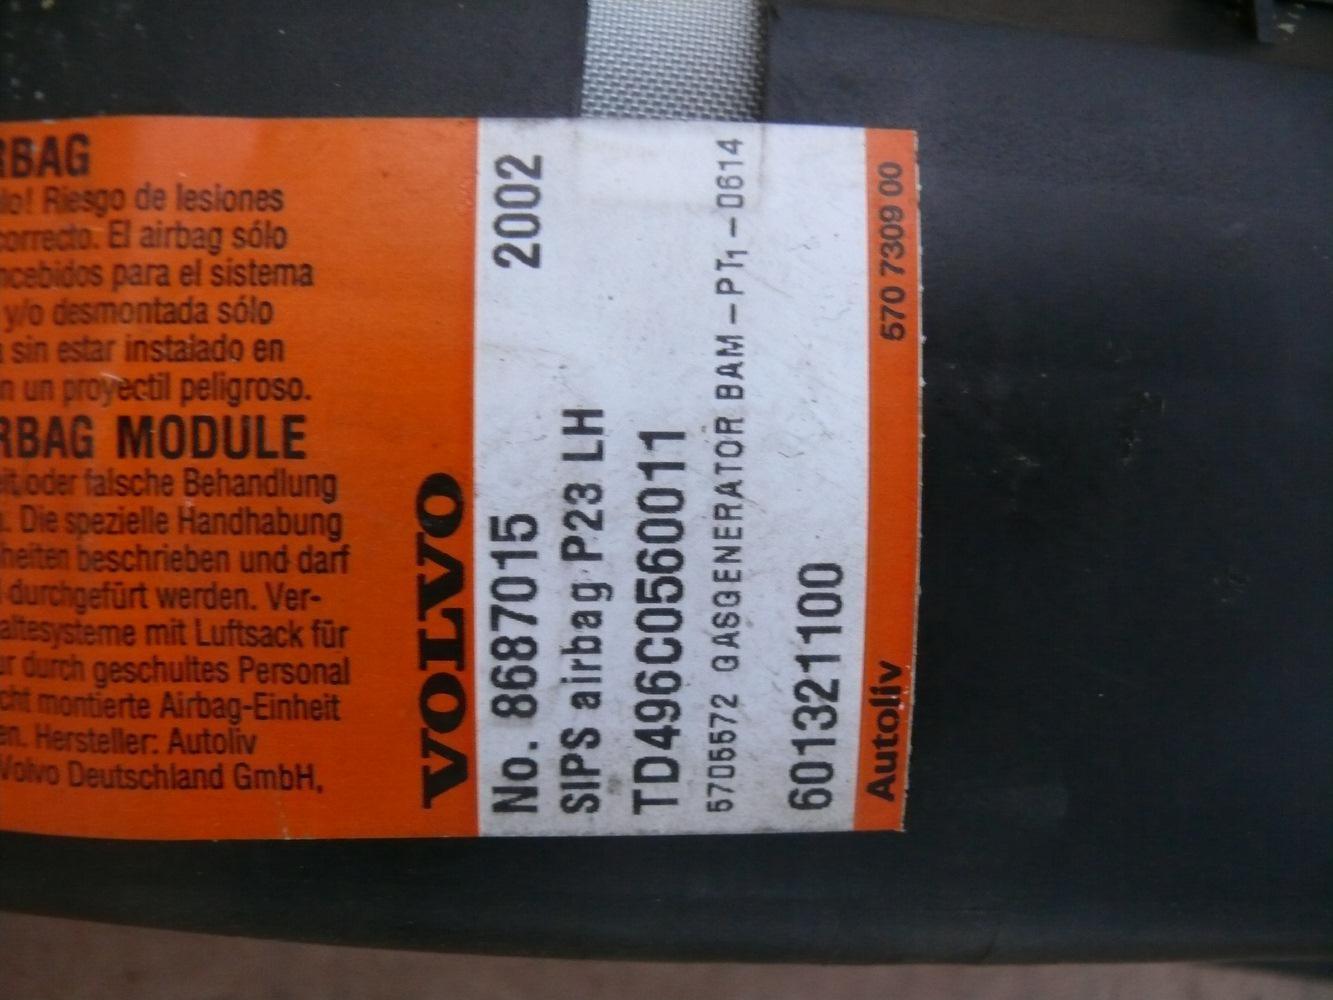 RBAG
lo! Riesgo de lesiones
correcto. El airbag sólo
ncebidos para el sistema
y/o desmontada sólo
a sin estar instalado en
n un proyectil peligroso.
RBAG MODULE
eit oder falsche Behandlung
n. Die spezielle Handhabung
heiten beschrieben und darf
durchgefürt werden. Ver-
altesysteme mit Luftsack für
ur durch geschultes Personal
cht montierte Airbag-Einheit
en. Hersteller: Autoliv
Volvo Deutschland GmbH,
VOLVO
No. 8687015 2002
SIPS airbag P23 LH
TD496C0560011
5705572 GASGENERATOR BAM-PT1-0614
601321100
Autoliv 570 7309 00